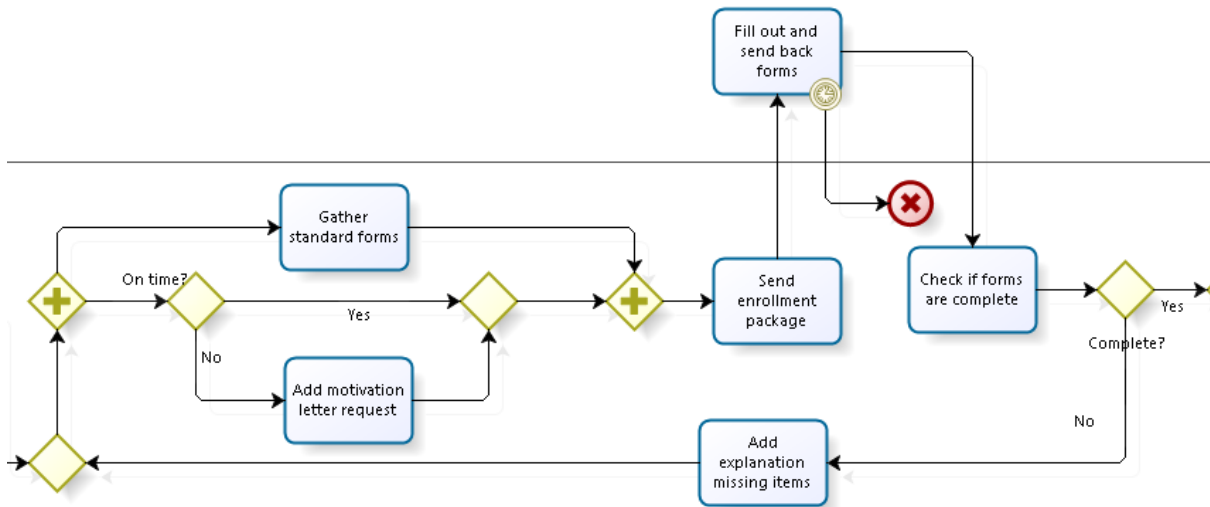 Fill out and
send back
forms
Gather
standard forms
On time?
Yes
No
Add motivation
letter request
Send
enrollment
package
Check if forms
are complete
Yes
Complete?
No
Add
explanation
missing items